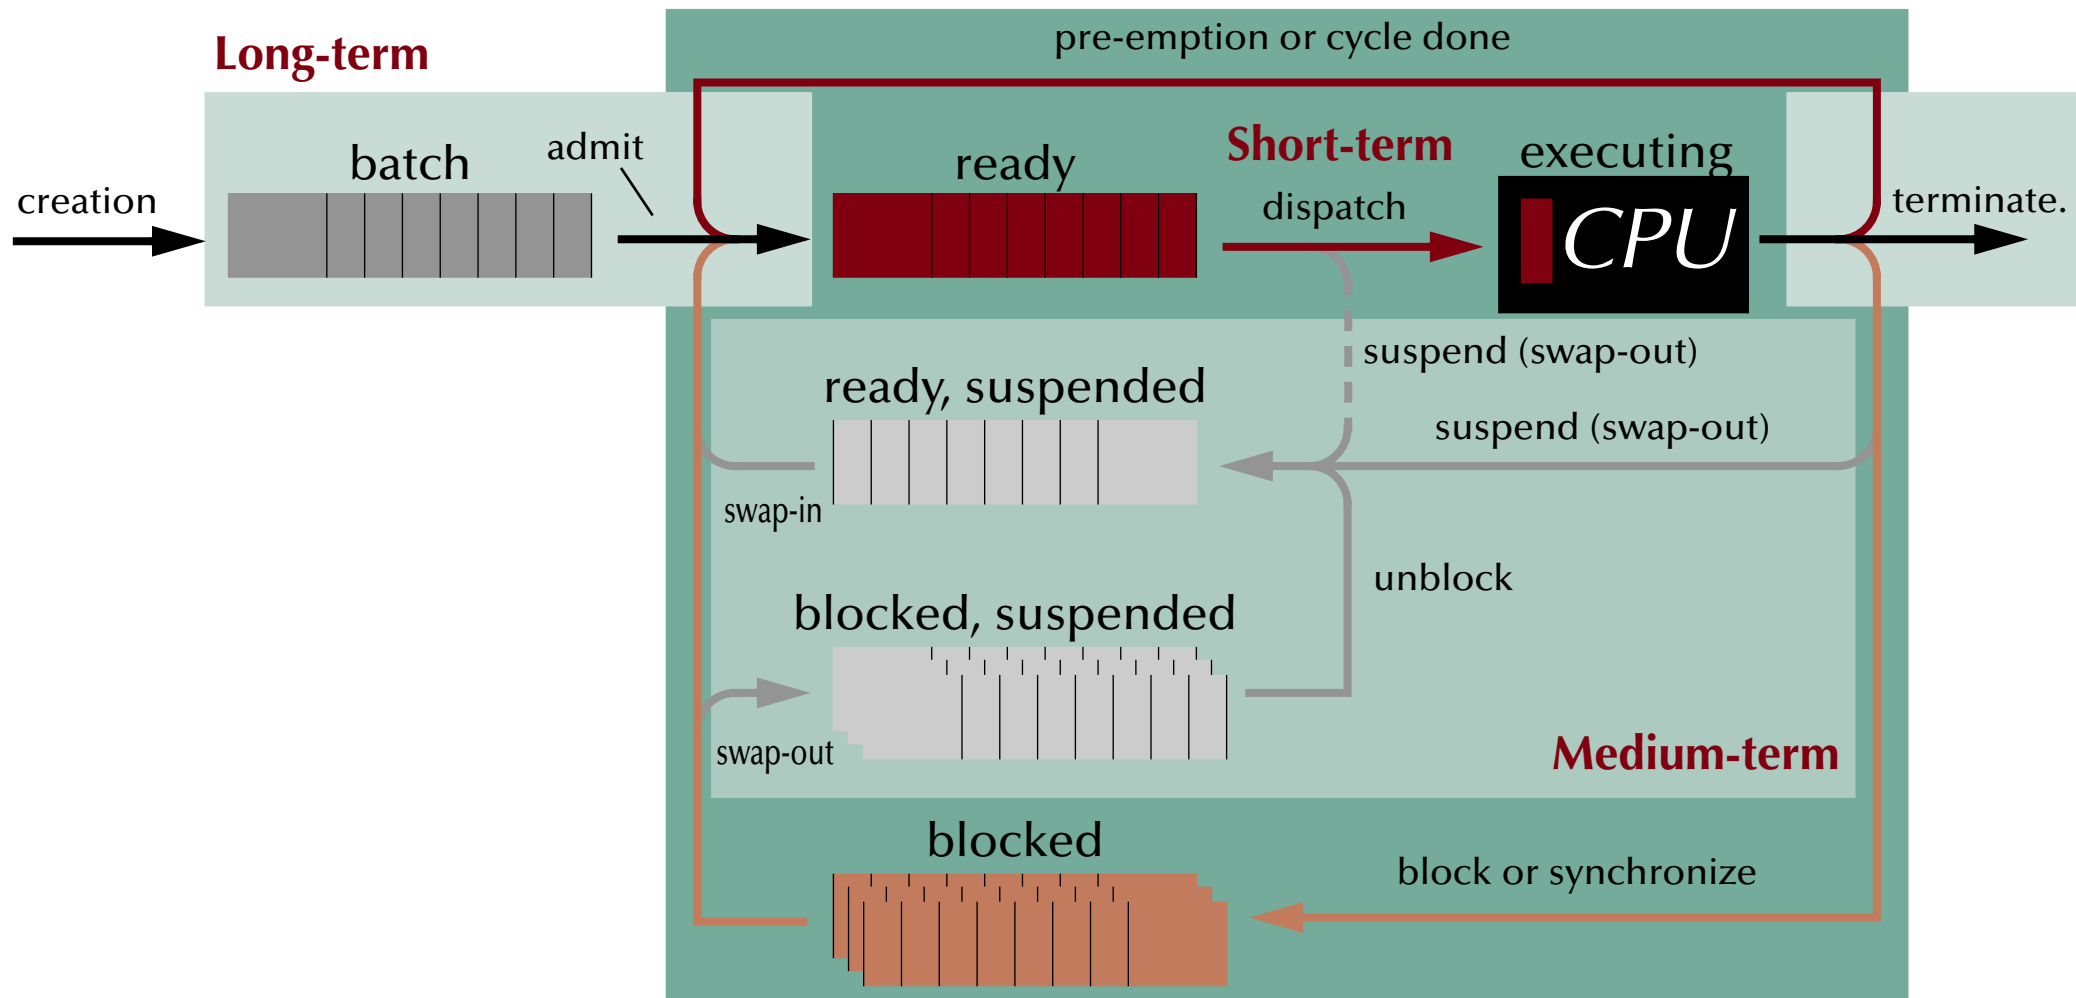 pre-emption or cycle done
Long-term
batch
admit
ready
Short-term
executing
creation
dispatch
CPU
terminate.
suspend (swap-out)
ready, suspended
suspend (swap-out)
swap-in
unblock
blocked, suspended
swap-out
Medium-term
blocked
block or synchronize